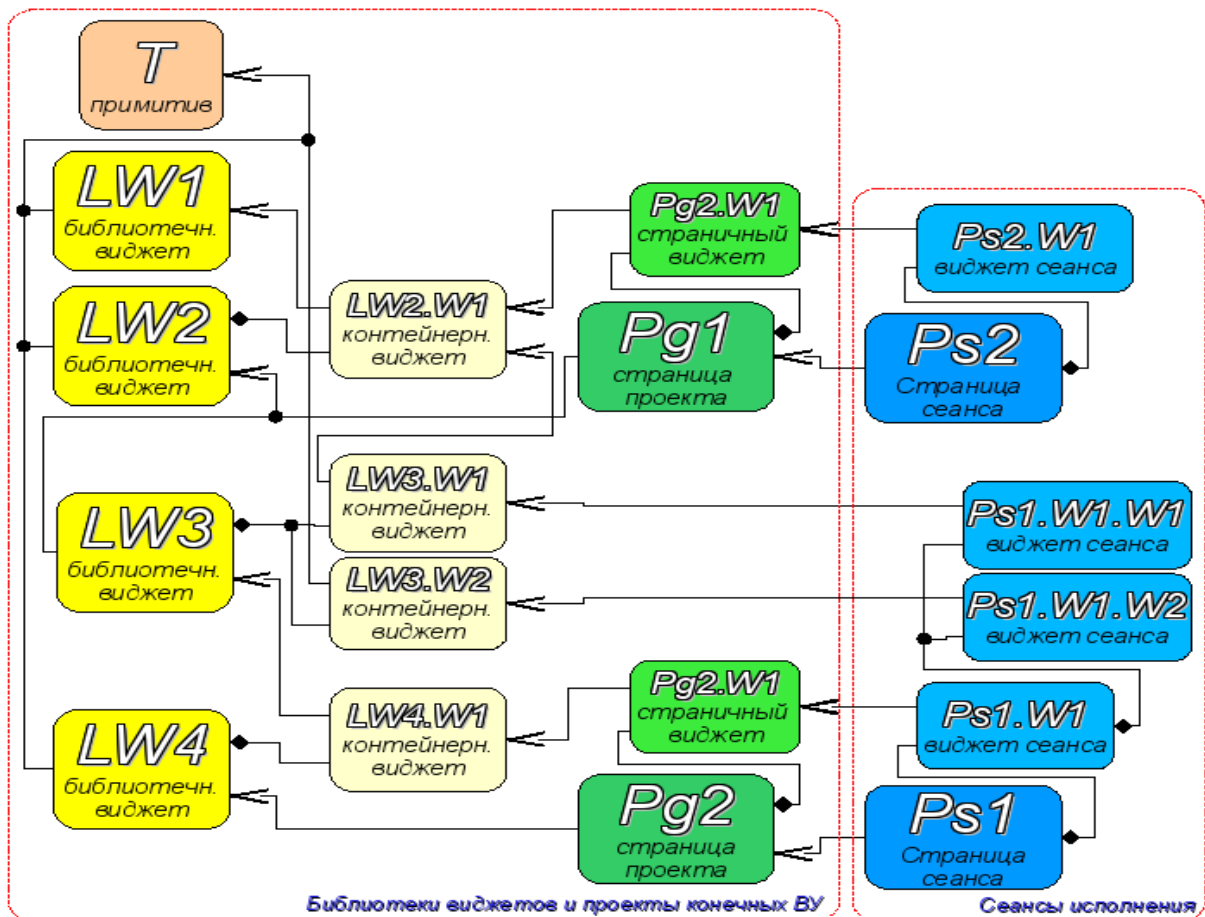 T
примитив
LW1
библиотечн.
виджет
LW2
библиотечн.
виджет
LW3
библиотечн.
виджет
LW4
библиотечн.
виджет
LW2.W1
контейнерн.
виджет
LW3.W1
контейнерн.
виджет
LW3.W2
контейнерн.
виджет
LW4.W1
контейнерн.
виджет
Pg2.W1
страничный
виджет
Pg1
страница
проекта
Pg2.W1
страничный
виджет
Pg2
страница
проекта
Библиотеки виджетов и проекты конечных ВУ
Ps2.W1
виджет сеанса
Ps2
Страница
сеанса
Ps1.W1.W1
виджет сеанса
Ps1.W1.W2
виджет сеанса
Ps1.W1
виджет сеанса
Ps1
Страница
сеанса
Сеансы исполнения